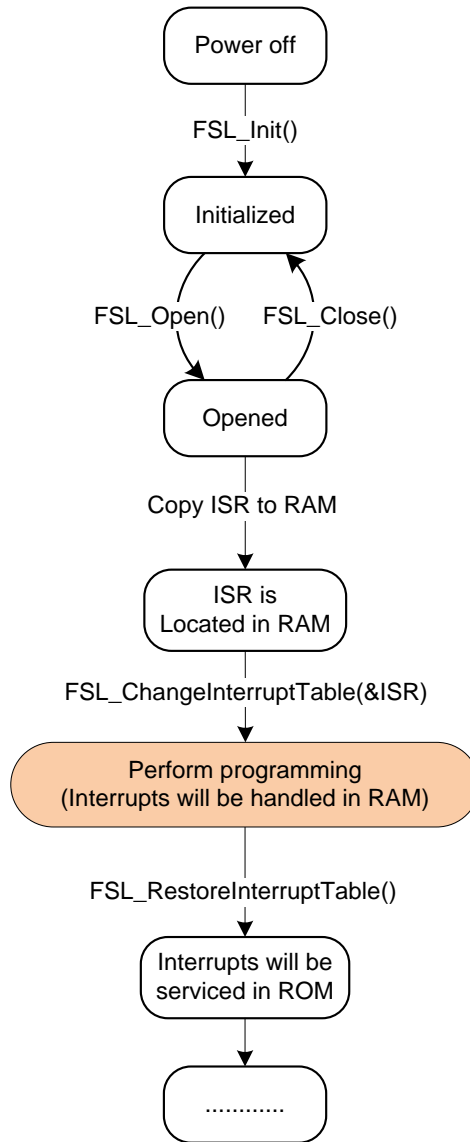 Power off
FSL_Init()
Initialized
FSL_Open()
FSL_Close()
Opened
Copy ISR to RAM
ISR is
Located in RAM
FSL_ChangeInterruptTable(&ISR)
Perform programming
(Interrupts will be handled in RAM)
FSL_RestoreInterruptTable()
Interrupts will be
serviced in ROM
............